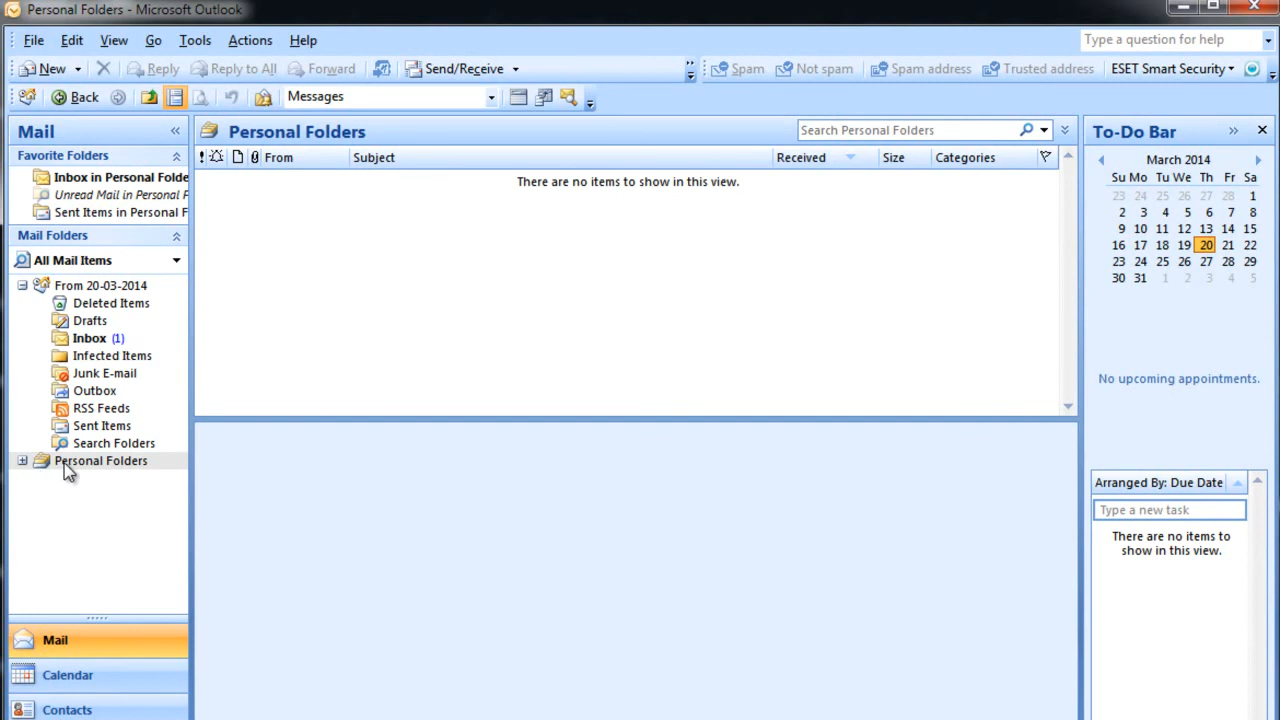 Personal Folders - Microsoft Outlook
File Edit View Go Tools Actions Help
Type a question for help
New Reply Reply to All Forward Send/Receive
Spam Not spam Spam address Trusted address ESET Smart Security
Back Messages
Mail
Favorite Folders
Inbox in Personal Folde
Unread Mail in Personal F
Sent Items in Personal F
Mail Folders
All Mail Items
From 20-03-2014
Deleted Items
Drafts
Inbox (1)
Infected Items
Junk E-mail
Outbox
RSS Feeds
Sent Items
Search Folders
Personal Folders
Mail
Calendar
Contacts
Personal Folders
Search Personal Folders
! From Subject Received Size Categories
There are no items to show in this view.
To-Do Bar
March 2014
Su Mo Tu We Th Fr Sa
23 24 25 26 27 28 1
2 3 4 5 6 7 8
9 10 11 12 13 14 15
16 17 18 19 20 21 22
23 24 25 26 27 28 29
30 31 1 2 3 4 5
No upcoming appointments.
Arranged By: Due Date
Type a new task
There are no items to
show in this view.